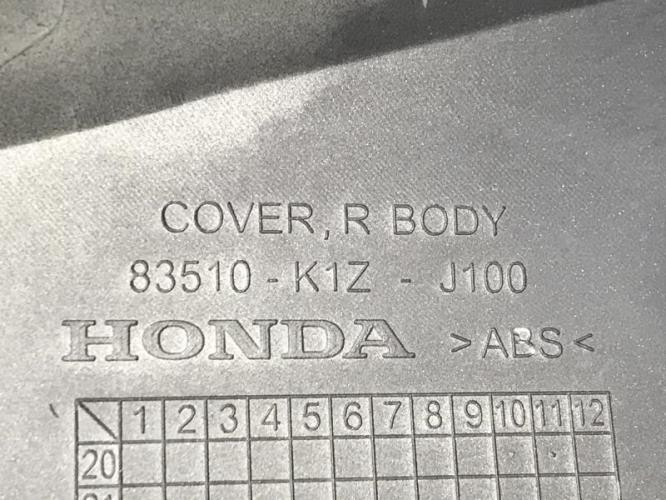 COVER, R BODY
83510 - K1Z - J100
HONDA >ABS<
1 2 3 4 5 6 7 8 9 10 11 12
20